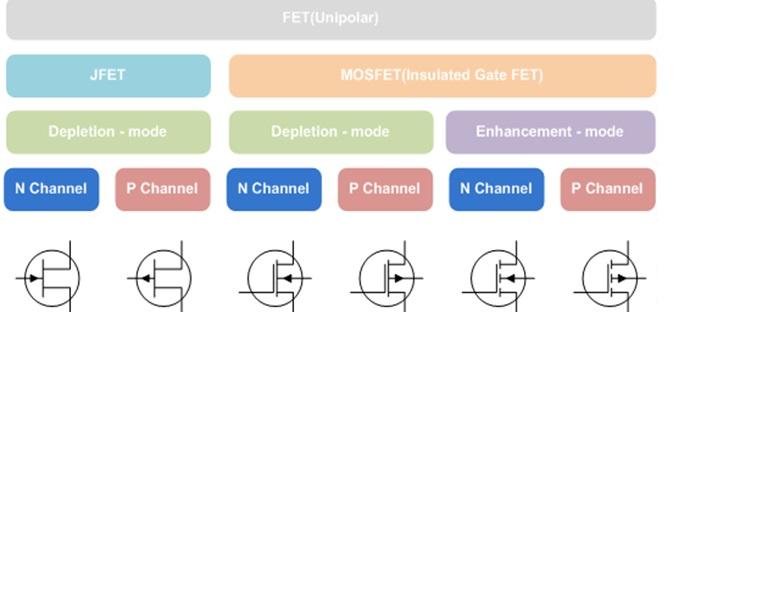 FET(Unipolar)
JFET
MOSFET(Insulated Gate FET)
Depletion - mode
Depletion - mode
Enhancement - mode
N Channel
P Channel
N Channel
P Channel
N Channel
P Channel